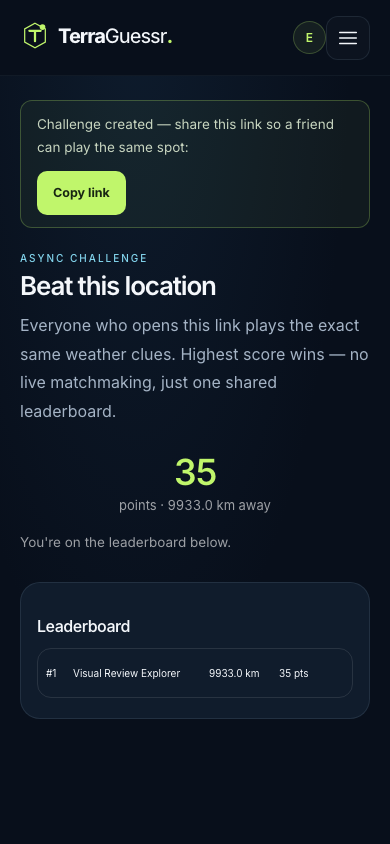 TerraGuessr.
E
Challenge created — share this link so a friend
can play the same spot:
Copy link
ASYNC CHALLENGE
Beat this location
Everyone who opens this link plays the exact
same weather clues. Highest score wins — no
live matchmaking, just one shared
leaderboard.
35
points · 9933.0 km away
You're on the leaderboard below.
Leaderboard
#1 Visual Review Explorer 9933.0 km 35 pts